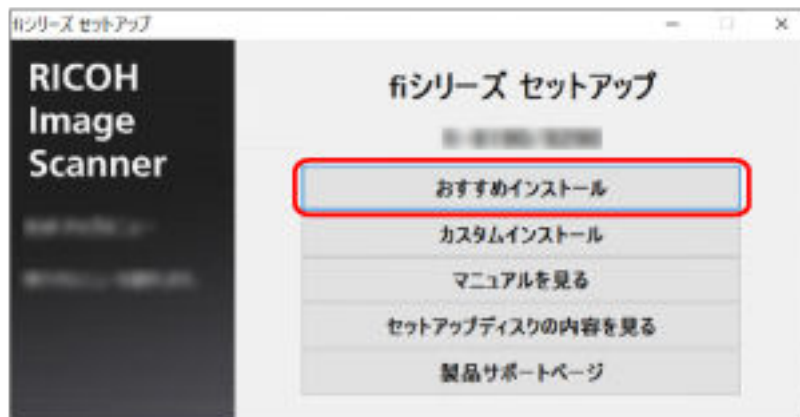 fiシリーズ セットアップ
RICOH
Image
Scanner
fiシリーズ セットアップ
おすすめインストール
カスタムインストール
マニュアルを見る
セットアップディスクの内容を見る
製品サポートページ